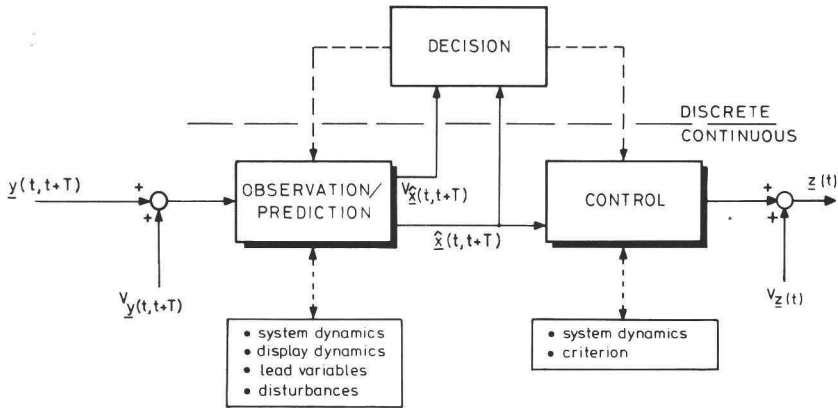 DECISION
DISCRETE
CONTINUOUS
y(t,t+T)
+
+
OBSERVATION/
PREDICTION
V_x̂(t,t+T)
x̂(t,t+T)
CONTROL
+
+
z(t)
V_y(t,t+T)
V_z(t)
• system dynamics
• display dynamics
• lead variables
• disturbances
• system dynamics
• criterion